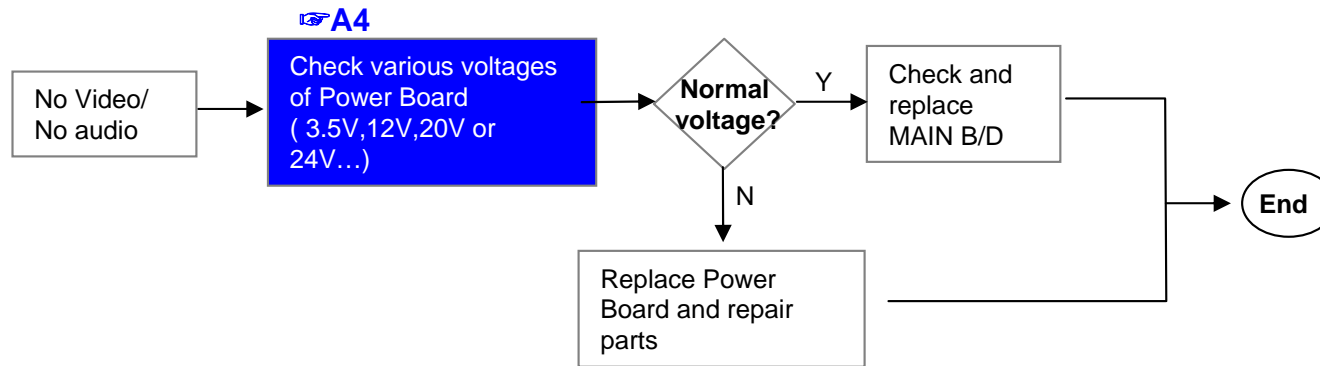 ☞A4
No Video/
No audio
Check various voltages
of Power Board
( 3.5V,12V,20V or
24V…)
Normal
voltage?
Y
Check and
replace
MAIN B/D
N
Replace Power
Board and repair
parts
End